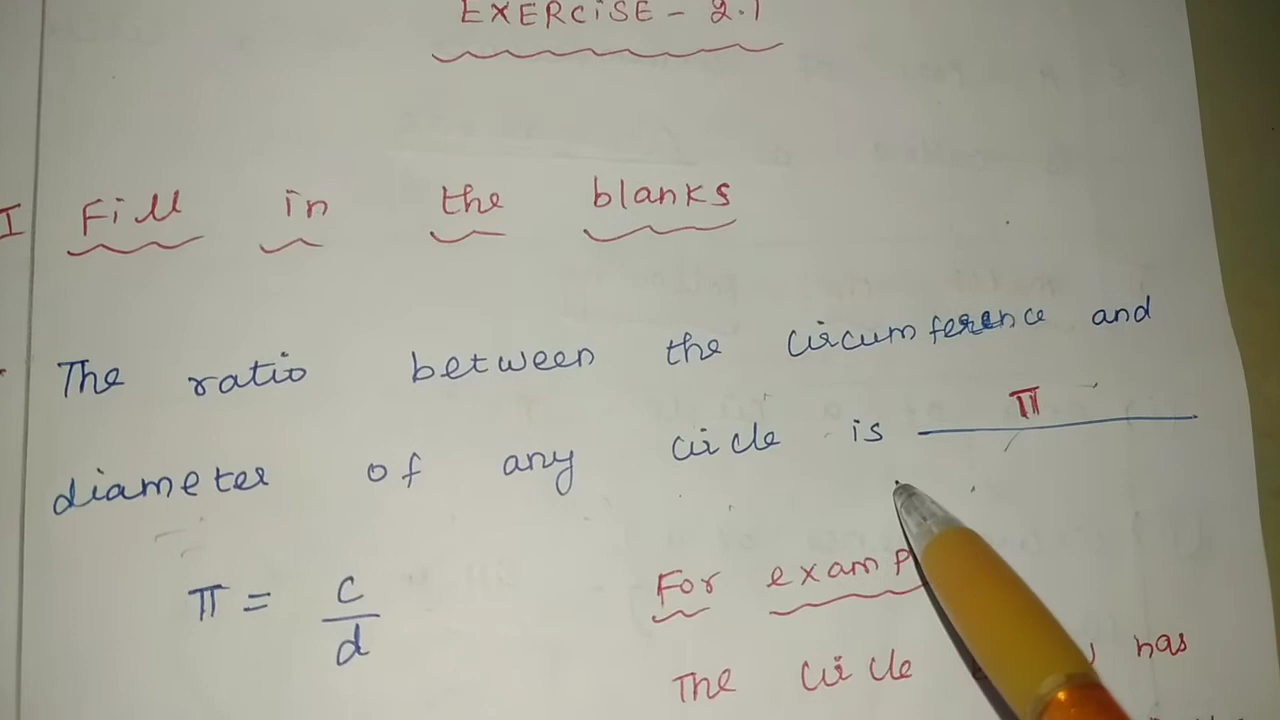 EXERCISE - 2.1
I Fill in the blanks
The ratio between the circumference and
diameter of any circle is π
π = c/d
For
The circle has